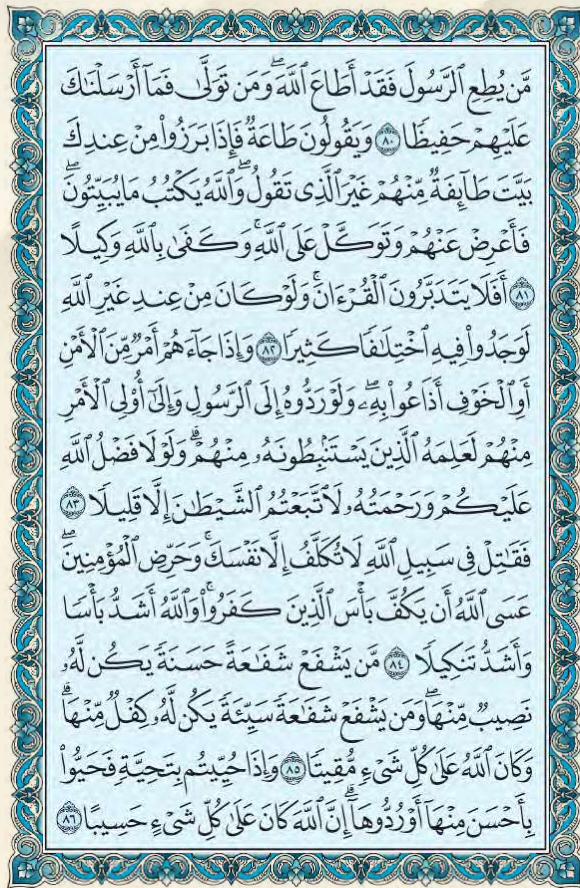 مَّن يُطِعِ ٱلرَّسُولَ فَقَدْ أَطَاعَ ٱللَّهَۖ وَمَن تَوَلَّىٰ فَمَآ أَرْسَلْنَٰكَ
عَلَيْهِمْ حَفِيظًا ٨٠ وَيَقُولُونَ طَاعَةٌ فَإِذَا بَرَزُوا۟ مِنْ عِندِكَ
بَيَّتَ طَآئِفَةٌ مِّنْهُمْ غَيْرَ ٱلَّذِى تَقُولُۖ وَٱللَّهُ يَكْتُبُ مَا يُبَيِّتُونَۖ
فَأَعْرِضْ عَنْهُمْ وَتَوَكَّلْ عَلَى ٱللَّهِۚ وَكَفَىٰ بِٱللَّهِ وَكِيلًا
٨١ أَفَلَا يَتَدَبَّرُونَ ٱلْقُرْءَانَۚ وَلَوْ كَانَ مِنْ عِندِ غَيْرِ ٱللَّهِ
لَوَجَدُوا۟ فِيهِ ٱخْتِلَٰفًا كَثِيرًا ٨٢ وَإِذَا جَآءَهُمْ أَمْرٌ مِّنَ ٱلْأَمْنِ
أَوِ ٱلْخَوْفِ أَذَاعُوا۟ بِهِۦۖ وَلَوْ رَدُّوهُ إِلَى ٱلرَّسُولِ وَإِلَىٰٓ أُو۟لِى ٱلْأَمْرِ
مِنْهُمْ لَعَلِمَهُ ٱلَّذِينَ يَسْتَنۢبِطُونَهُۥ مِنْهُمْۗ وَلَوْلَا فَضْلُ ٱللَّهِ
عَلَيْكُمْ وَرَحْمَتُهُۥ لَٱتَّبَعْتُمُ ٱلشَّيْطَٰنَ إِلَّا قَلِيلًا ٨٣
فَقَٰتِلْ فِى سَبِيلِ ٱللَّهِ لَا تُكَلَّفُ إِلَّا نَفْسَكَۚ وَحَرِّضِ ٱلْمُؤْمِنِينَۖ
عَسَى ٱللَّهُ أَن يَكُفَّ بَأْسَ ٱلَّذِينَ كَفَرُوا۟ۚ وَٱللَّهُ أَشَدُّ بَأْسًا
وَأَشَدُّ تَنكِيلًا ٨٤ مَّن يَشْفَعْ شَفَٰعَةً حَسَنَةً يَكُن لَّهُۥ
نَصِيبٌ مِّنْهَاۖ وَمَن يَشْفَعْ شَفَٰعَةً سَيِّئَةً يَكُن لَّهُۥ كِفْلٌ مِّنْهَاۗ
وَكَانَ ٱللَّهُ عَلَىٰ كُلِّ شَىْءٍ مُّقِيتًا ٨٥ وَإِذَا حُيِّيتُم بِتَحِيَّةٍ فَحَيُّوا۟
بِأَحْسَنَ مِنْهَآ أَوْ رُدُّوهَآۗ إِنَّ ٱللَّهَ كَانَ عَلَىٰ كُلِّ شَىْءٍ حَسِيبًا ٨٦